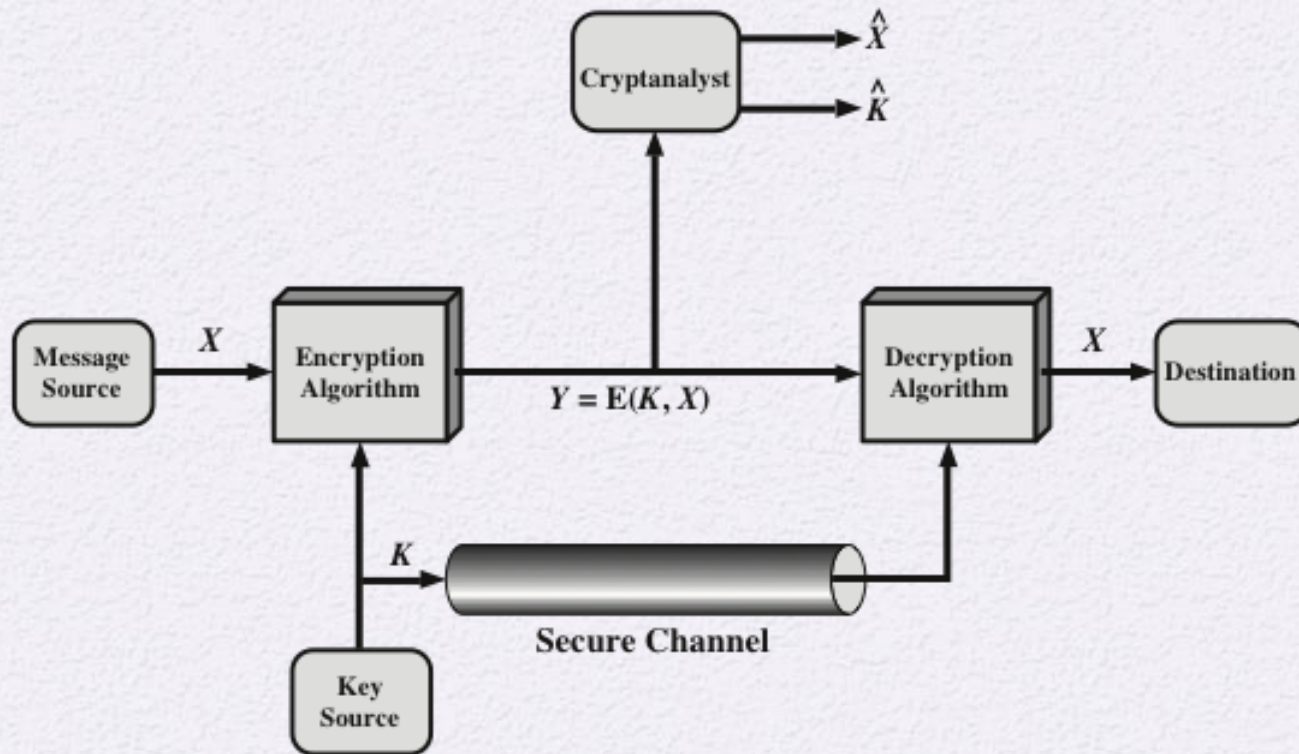 X̂
Cryptanalyst
K̂
Message
Source
X
Encryption
Algorithm
Y = E(K, X)
Decryption
Algorithm
X
Destination
K
Secure Channel
Key
Source